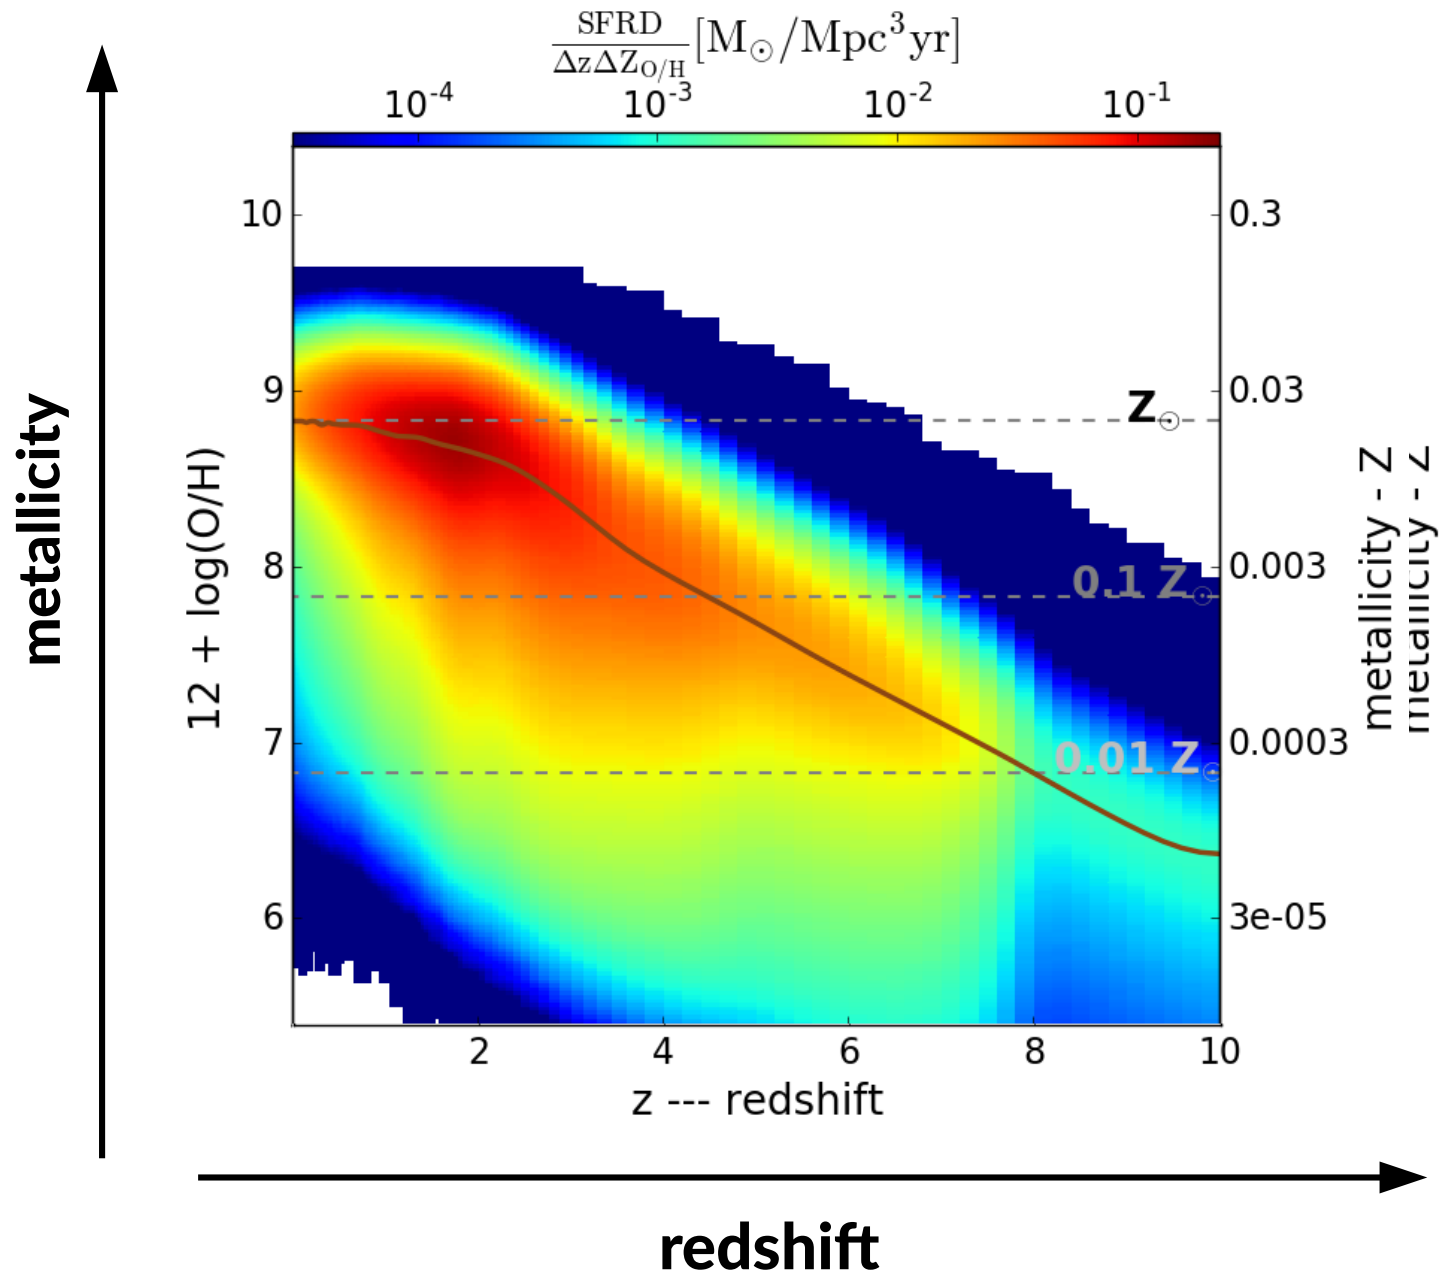 SFRD
ΔzΔZ_O/H [M⊙/Mpc³yr]
10⁻⁴ 10⁻³ 10⁻² 10⁻¹
metallicity
12 + log(O/H)
10
9
8
7
6
Z⊙
0.1 Z⊙
0.01 Z⊙
0.3
0.03
0.003
0.0003
3e-05
metallicity - Z
metallicity - Z
2 4 6 8 10
z --- redshift
redshift